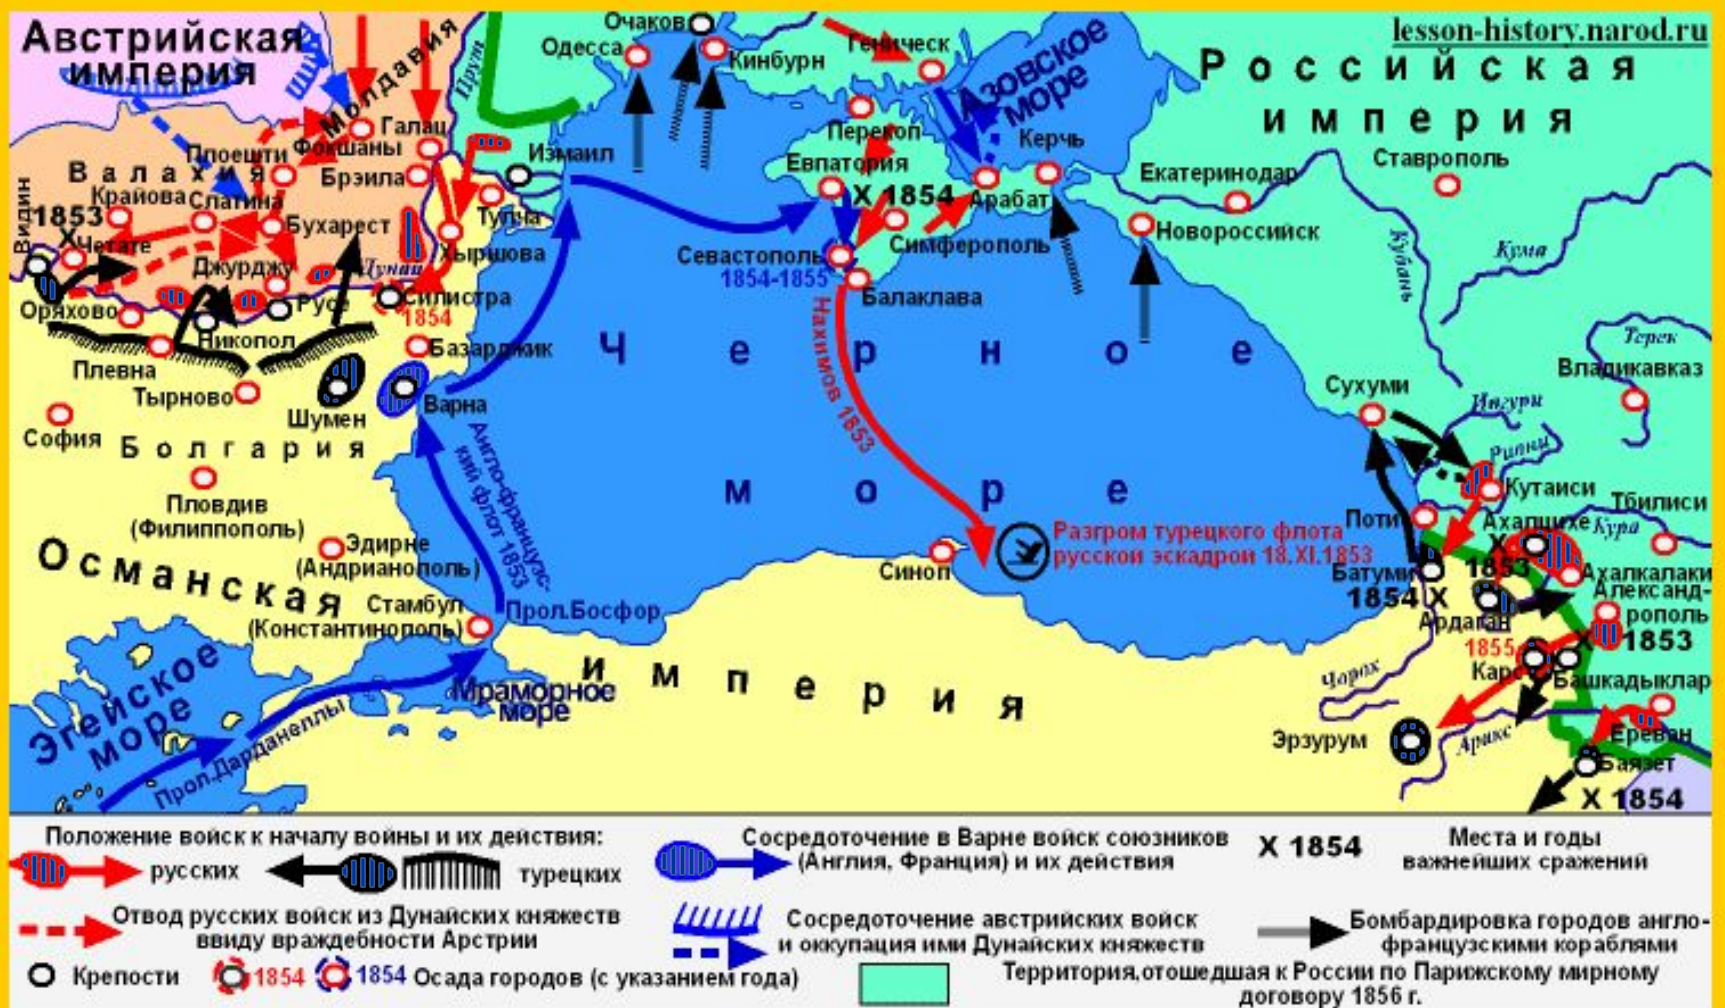 lesson-history.narod.ru
Австрийская
империя
Молдавия
Прут
Очаков
Одесса
Кинбурн
Геническ
Азовское
море
Российская
империя
Галац
Фокшаны
Плоешти
Валахия
Брэила
Измаил
Перекоп
Керчь
Евпатория
X 1854
Арабат
Екатеринодар
Ставрополь
Видин
Крайова
Слатина
1853
X
Четате
Бухарест
Тулча
Хыршова
Симферополь
Новороссийск
Кубань
Кума
Джурджу
Дунай
Севастополь
1854-1855
Балаклава
Оряхово
Русе
Силистра
1854
Никопол
Базарджик
Плевна
Тырново
Шумен
Варна
Нахимов 1853
Черное
море
Терек
Владикавказ
Сухуми
Ингури
Риони
София
Болгария
Англо-французс-
кий флот 1853
Пловдив
(Филиппополь)
Кутаиси
Тбилиси
Поти
Ахалцихе
Кура
X
1853
Разгром турецкого флота
русской эскадрой 18.XI.1853
Синоп
Эдирне
(Андрианополь)
Османская
империя
Стамбул
(Константинополь)
Прол.Босфор
Батуми
1854 X
Ахалкалаки
Александ-
рополь
Ардаган
1855
X 1853
Карс
Башкадыклар
Чорох
Эгейское
море
Мраморное
море
Прол.Дарданеллы
Эрзурум
Аракс
Ереван
Баязет
X 1854
Положение войск к началу войны и их действия:
русских
турецких
Сосредоточение в Варне войск союзников
(Англия, Франция) и их действия
X 1854
Места и годы
важнейших сражений
Отвод русских войск из Дунайских княжеств
ввиду враждебности Арстрии
Сосредоточение австрийских войск
и оккупация ими Дунайских княжеств
Бомбардировка городов англо-
французскими кораблями
Крепости
1854
1854
Осада городов (с указанием года)
Территория,отошедшая к России по Парижскому мирному
договору 1856 г.